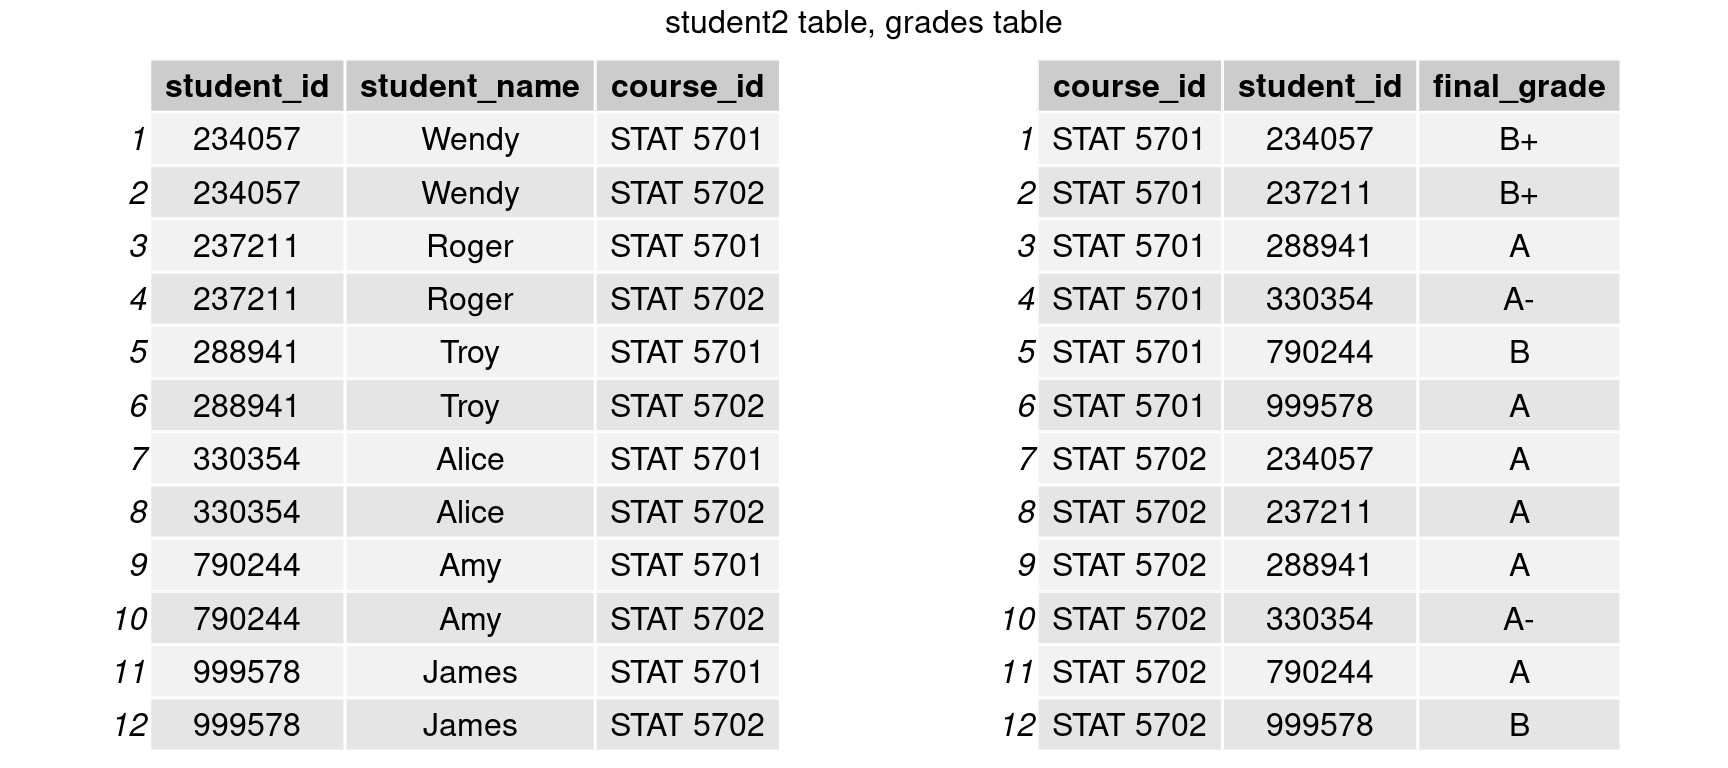 student2 table, grades table
student_id student_name course_id course_id student_id final_grade
1 234057 Wendy STAT 5701 1 STAT 5701 234057 B+
2 234057 Wendy STAT 5702 2 STAT 5701 237211 B+
3 237211 Roger STAT 5701 3 STAT 5701 288941 A
4 237211 Roger STAT 5702 4 STAT 5701 330354 A-
5 288941 Troy STAT 5701 5 STAT 5701 790244 B
6 288941 Troy STAT 5702 6 STAT 5701 999578 A
7 330354 Alice STAT 5701 7 STAT 5702 234057 A
8 330354 Alice STAT 5702 8 STAT 5702 237211 A
9 790244 Amy STAT 5701 9 STAT 5702 288941 A
10 790244 Amy STAT 5702 10 STAT 5702 330354 A-
11 999578 James STAT 5701 11 STAT 5702 790244 A
12 999578 James STAT 5702 12 STAT 5702 999578 B